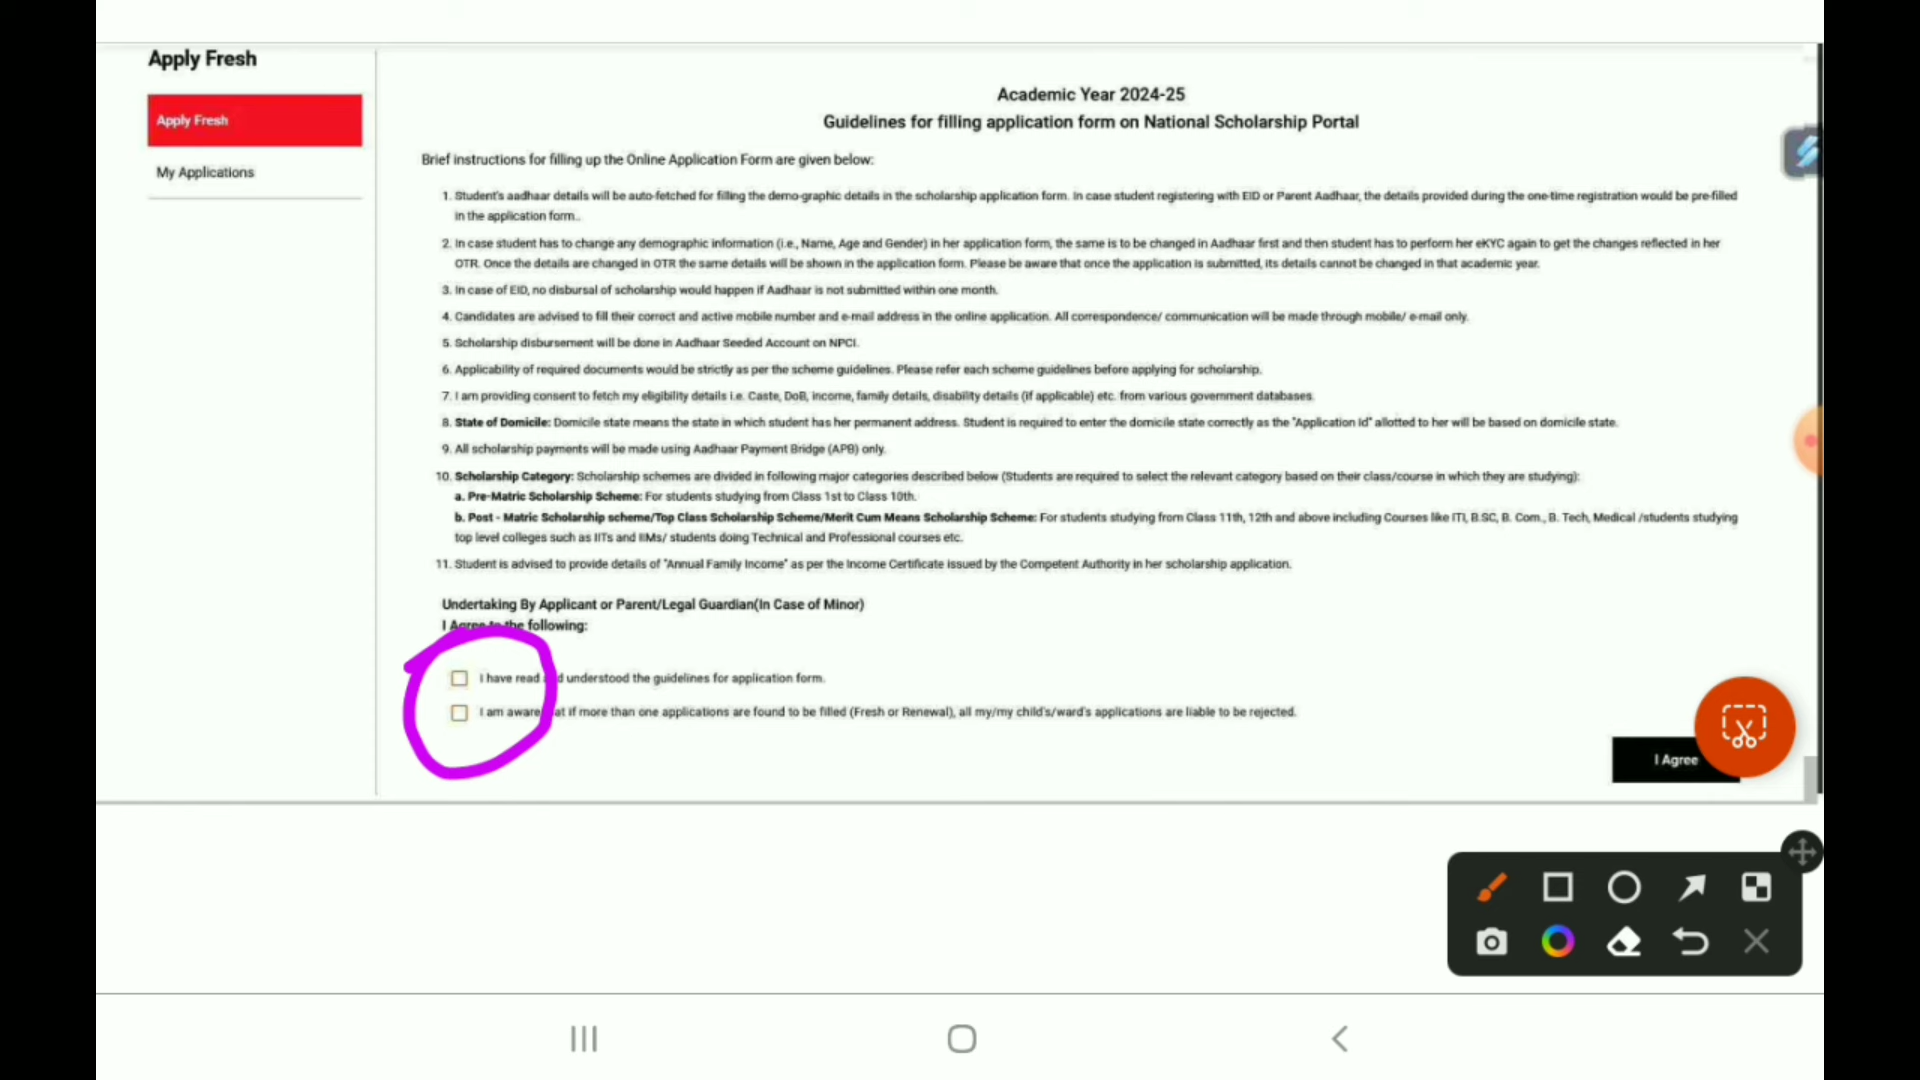 Apply Fresh
Apply Fresh
My Applications
Academic Year 2024-25
Guidelines for filling application form on National Scholarship Portal
Brief instructions for filling up the Online Application Form are given below:
1. Student's aadhaar details will be auto-fetched for filling the demo-graphic details in the scholarship application form. In case student registering with EID or Parent Aadhaar, the details provided during the one-time registration would be pre-filled
in the application form..
2. In case student has to change any demographic information (i.e., Name, Age and Gender) in her application form, the same is to be changed in Aadhaar first and then student has to perform her eKYC again to get the changes reflected in her
OTR. Once the details are changed in OTR the same details will be shown in the application form. Please be aware that once the application is submitted, its details cannot be changed in that academic year.
3. In case of EID, no disbursal of scholarship would happen if Aadhaar is not submitted within one month.
4. Candidates are advised to fill their correct and active mobile number and e-mail address in the online application. All correspondence/ communication will be made through mobile/ e-mail only.
5. Scholarship disbursement will be done in Aadhaar Seeded Account on NPCI.
6. Applicability of required documents would be strictly as per the scheme guidelines. Please refer each scheme guidelines before applying for scholarship.
7. I am providing consent to fetch my eligibility details i.e. Caste, DoB, income, family details, disability details (if applicable) etc. from various government databases.
8. State of Domicile: Domicile state means the state in which student has her permanent address. Student is required to enter the domicile state correctly as the "Application Id" allotted to her will be based on domicile state.
9. All scholarship payments will be made using Aadhaar Payment Bridge (APB) only.
10. Scholarship Category: Scholarship schemes are divided in following major categories described below (Students are required to select the relevant category based on their class/course in which they are studying):
a. Pre-Matric Scholarship Scheme: For students studying from Class 1st to Class 10th.
b. Post - Matric Scholarship scheme/Top Class Scholarship Scheme/Merit Cum Means Scholarship Scheme: For students studying from Class 11th, 12th and above including Courses like ITI, B.SC, B. Com., B. Tech, Medical /students studying
top level colleges such as IITs and IIMs/ students doing Technical and Professional courses etc.
11. Student is advised to provide details of "Annual Family Income" as per the Income Certificate issued by the Competent Authority in her scholarship application.
Undertaking By Applicant or Parent/Legal Guardian(In Case of Minor)
I Agree to the following:
I have read understood the guidelines for application form.
I am aware if more than one applications are found to be filled (Fresh or Renewal), all my/my child's/ward's applications are liable to be rejected.
I Agree